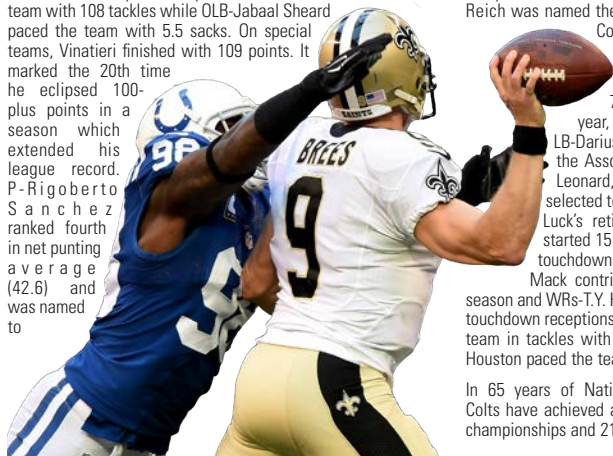 team with 108 tackles while OLB-Jabaal Sheard
paced the team with 5.5 sacks. On special
teams, Vinatieri finished with 109 points. It
marked the 20th time
he eclipsed 100-
plus points in a
season which
extended his
league record.
P-Rigoberto
Sanchez
ranked fourth
in net punting
average
(42.6) and
was named
to
98
BREES
9
98
Reich was named the
Co
year,
LB-Darius
the Asso
Leonard,
selected to
Luck's reti
started 15
touchdown
Mack contri
season and WRs-T.Y. H
touchdown receptions
team in tackles with
Houston paced the tea
In 65 years of Nati
Colts have achieved a
championships and 21